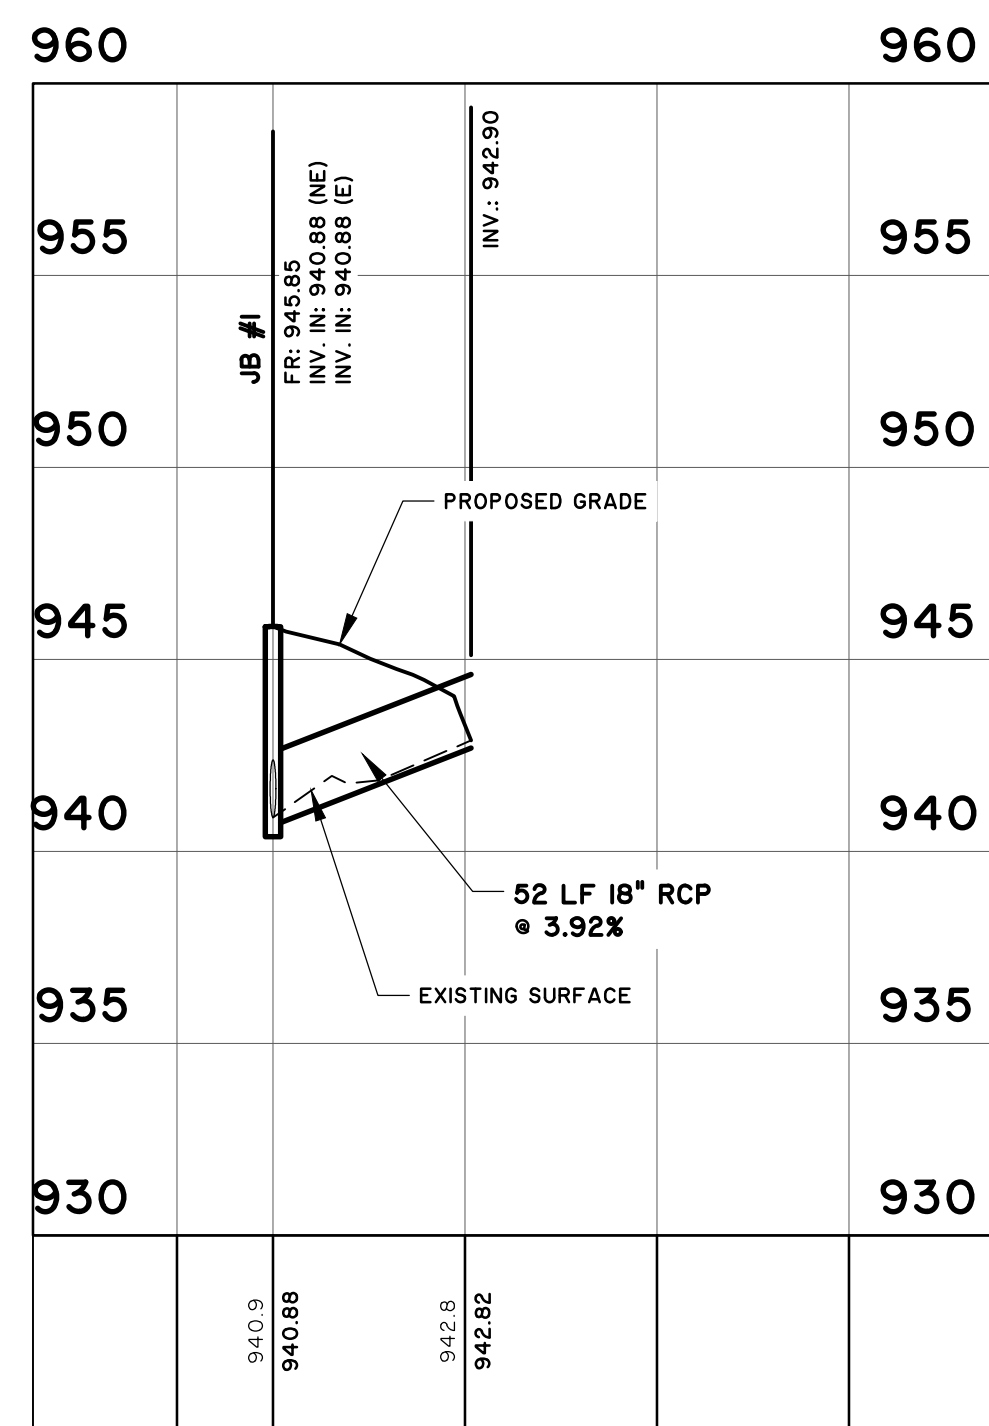 960
960
INV.: 942.90
955
955
JB #1
FR: 945.85
INV. IN: 940.88 (NE)
INV. IN: 940.88 (E)
950
950
PROPOSED GRADE
945
945
940
940
52 LF 18" RCP
@ 3.92%
EXISTING SURFACE
935
935
930
930
940.9
940.88
942.8
942.82